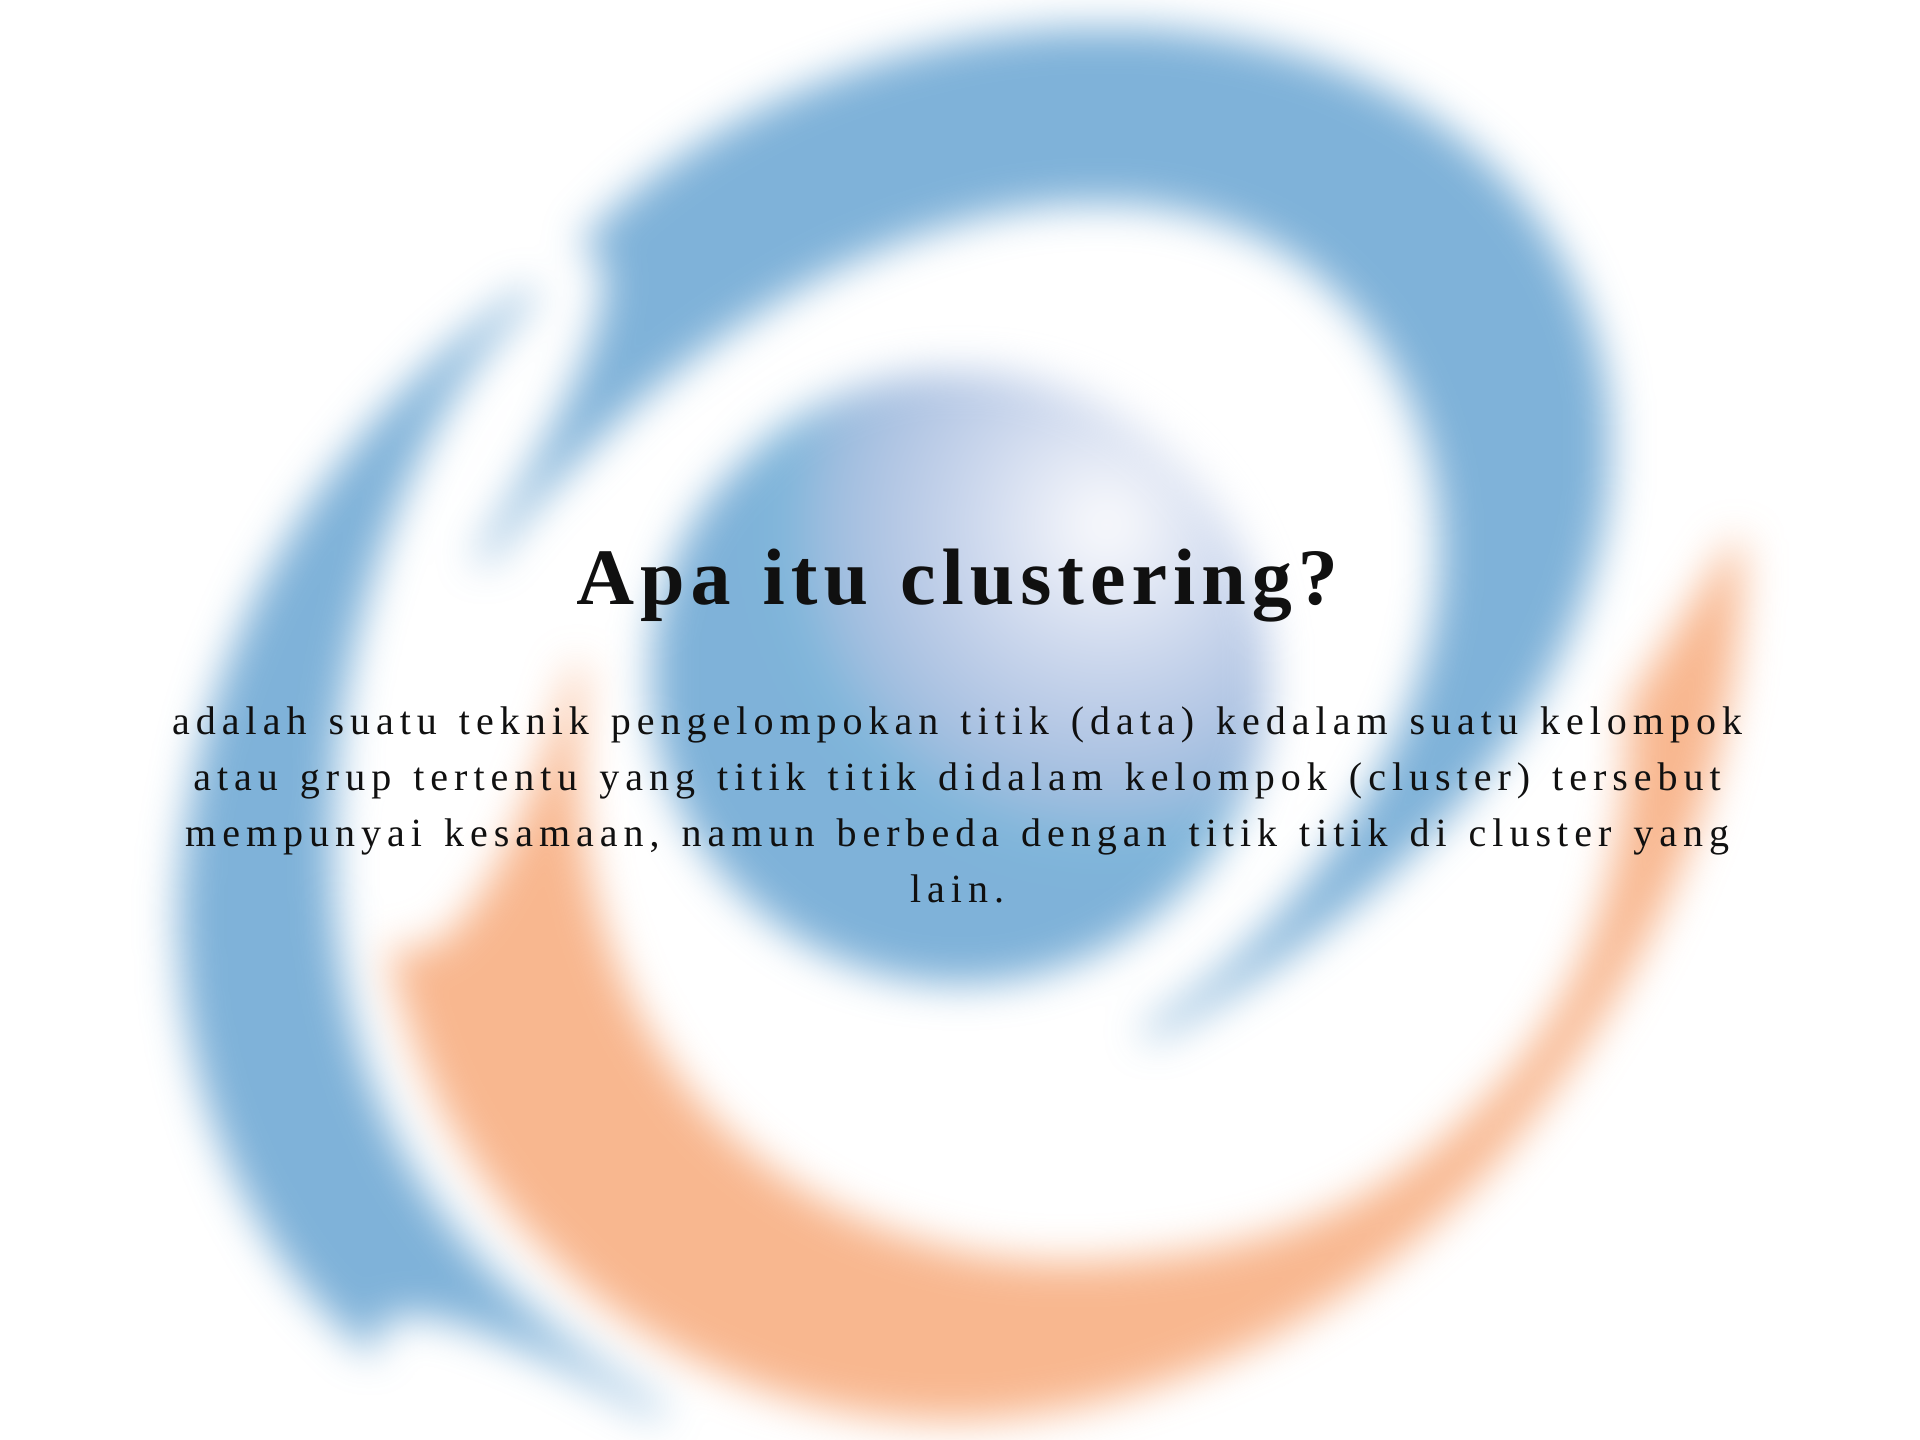 Apa itu clustering?
adalah suatu teknik pengelompokan titik (data) kedalam suatu kelompok
atau grup tertentu yang titik titik didalam kelompok (cluster) tersebut
mempunyai kesamaan, namun berbeda dengan titik titik di cluster yang
lain.